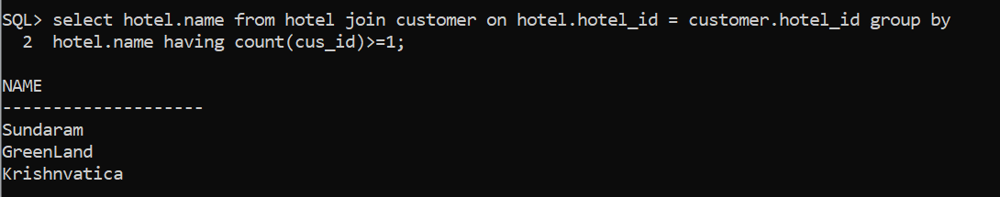 SQL> select hotel.name from hotel join customer on hotel.hotel_id = customer.hotel_id group by
  2  hotel.name having count(cus_id)>=1;
NAME
--------------------
Sundaram
GreenLand
Krishnvatica